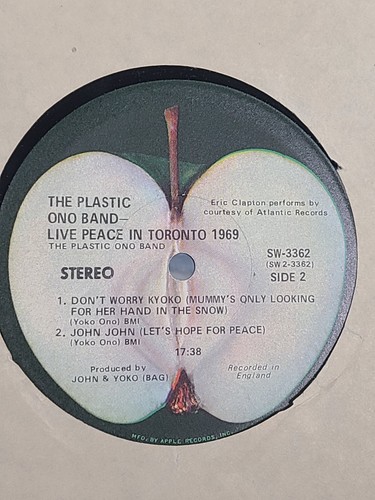 THE PLASTIC
ONO BAND—
LIVE PEACE IN TORONTO 1969
THE PLASTIC ONO BAND
Eric Clapton performs by
courtesy of Atlantic Records
STEREO
SW-3362
(SW 2-3362)
SIDE 2
1. DON'T WORRY KYOKO (MUMMY'S ONLY LOOKING
FOR HER HAND IN THE SNOW)
(Yoko Ono) BMI
2. JOHN JOHN (LET'S HOPE FOR PEACE)
(Yoko Ono) BMI
17:38
Produced by
JOHN & YOKO (BAG)
Recorded in
England
MFG. BY APPLE RECORDS, INC.